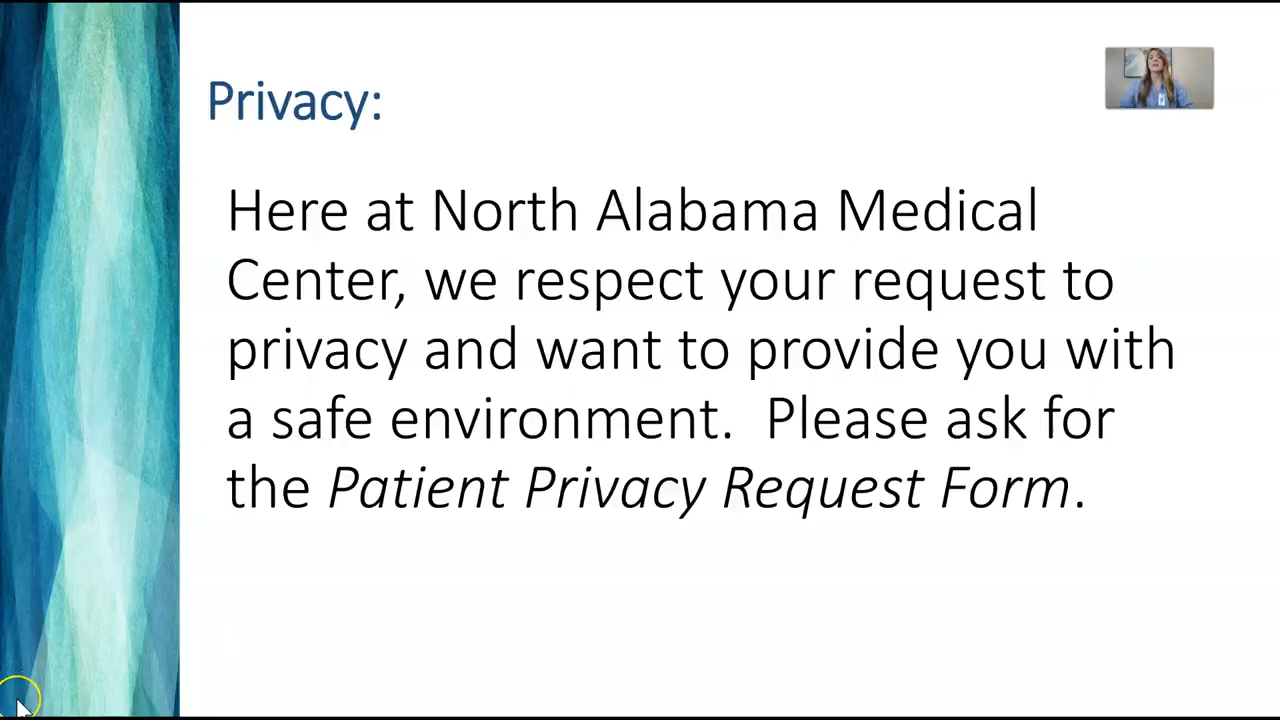 Privacy:
Here at North Alabama Medical
Center, we respect your request to
privacy and want to provide you with
a safe environment.  Please ask for
the Patient Privacy Request Form.